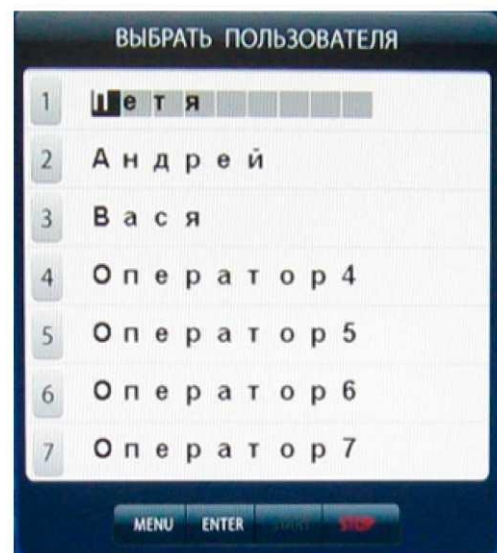 ВЫБРАТЬ ПОЛЬЗОВАТЕЛЯ
1 Петя
2 Андрей
3 Вася
4 Оператор4
5 Оператор5
6 Оператор6
7 Оператор7
MENU ENTER START STOP